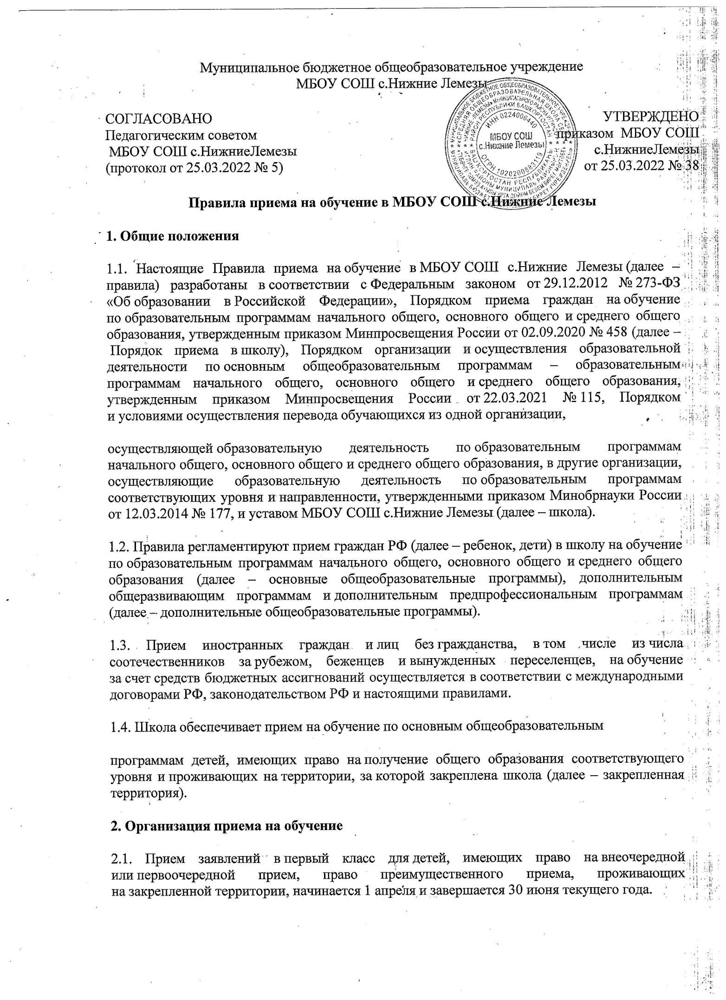 Муниципальное бюджетное общеобразовательное учреждение
МБОУ СОШ с.Нижние Лемезы
СОГЛАСОВАНО
Педагогическим советом
МБОУ СОШ с.НижниеЛемезы
(протокол от 25.03.2022 № 5)
ИНН 0224006440
МБОУ СОШ
с.Нижние Лемезы
ОГРН 1020200883119
УТВЕРЖДЕНО
приказом МБОУ СОШ
с.НижниеЛемезы
от 25.03.2022 № 38
Правила приема на обучение в МБОУ СОШ с.Нижние Лемезы
1. Общие положения
1.1. Настоящие Правила приема на обучение в МБОУ СОШ с.Нижние Лемезы (далее –
правила) разработаны в соответствии с Федеральным законом от 29.12.2012 № 273-ФЗ
«Об образовании в Российской Федерации», Порядком приема граждан на обучение
по образовательным программам начального общего, основного общего и среднего общего
образования, утвержденным приказом Минпросвещения России от 02.09.2020 № 458 (далее –
Порядок приема в школу), Порядком организации и осуществления образовательной
деятельности по основным общеобразовательным программам – образовательным
программам начального общего, основного общего и среднего общего образования,
утвержденным приказом Минпросвещения России от 22.03.2021 № 115, Порядком
и условиями осуществления перевода обучающихся из одной организации,
осуществляющей образовательную деятельность по образовательным программам
начального общего, основного общего и среднего общего образования, в другие организации,
осуществляющие образовательную деятельность по образовательным программам
соответствующих уровня и направленности, утвержденными приказом Минобрнауки России
от 12.03.2014 № 177, и уставом МБОУ СОШ с.Нижние Лемезы (далее – школа).
1.2. Правила регламентируют прием граждан РФ (далее – ребенок, дети) в школу на обучение
по образовательным программам начального общего, основного общего и среднего общего
образования (далее – основные общеобразовательные программы), дополнительным
общеразвивающим программам и дополнительным предпрофессиональным программам
(далее – дополнительные общеобразовательные программы).
1.3. Прием иностранных граждан и лиц без гражданства, в том числе из числа
соотечественников за рубежом, беженцев и вынужденных переселенцев, на обучение
за счет средств бюджетных ассигнований осуществляется в соответствии с международными
договорами РФ, законодательством РФ и настоящими правилами.
1.4. Школа обеспечивает прием на обучение по основным общеобразовательным
программам детей, имеющих право на получение общего образования соответствующего
уровня и проживающих на территории, за которой закреплена школа (далее – закрепленная
территория).
2. Организация приема на обучение
2.1. Прием заявлений в первый класс для детей, имеющих право на внеочередной
или первоочередной прием, право преимущественного приема, проживающих
на закрепленной территории, начинается 1 апреля и завершается 30 июня текущего года.